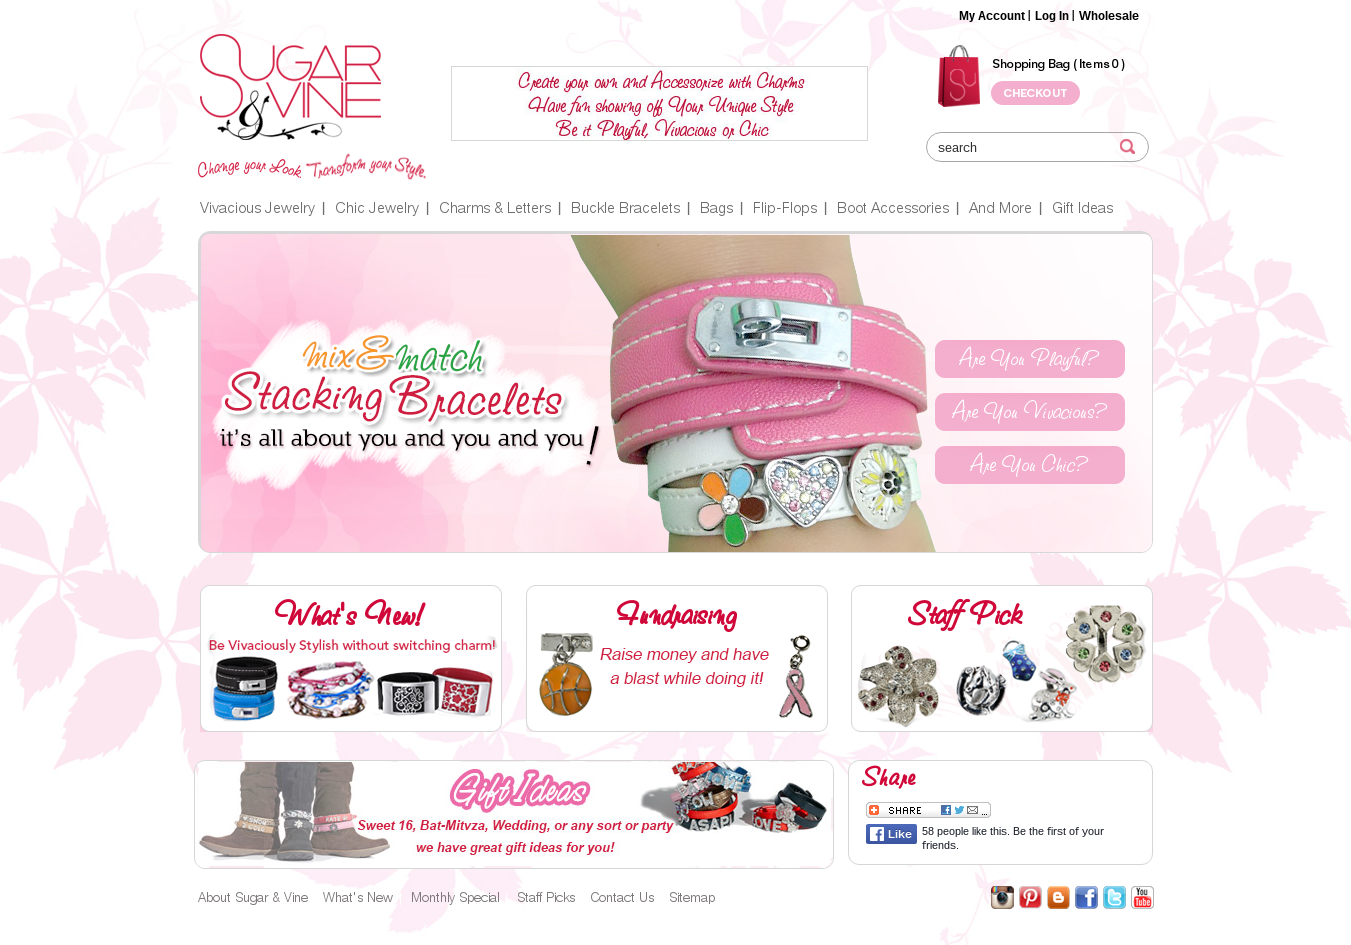 My Account | Log In | Wholesale
SUGAR
& VINE
Change your Look. Transform your Style.
Create your own and Accessorize with Charms
Have fun showing off Your Unique Style
Be it Playful, Vivacious or Chic
Shopping Bag ( Items 0 )
CHECKOUT
search
Vivacious Jewelry | Chic Jewelry | Charms & Letters | Buckle Bracelets | Bags | Flip-Flops | Boot Accessories | And More | Gift Ideas
mix & match
Stacking Bracelets
it's all about you and you and you!
Are You Playful?
Are You Vivacious?
Are You Chic?
What's New!
Be Vivaciously Stylish without switching charm!
Fundraising
Raise money and have
a blast while doing it!
Staff Pick
Gift Ideas
Sweet 16, Bat-Mitvza, Wedding, or any sort or party
we have great gift ideas for you!
Share
SHARE ...
Like
58 people like this. Be the first of your
friends.
About Sugar & Vine What's New Monthly Special Staff Picks Contact Us Sitemap
You
Tube